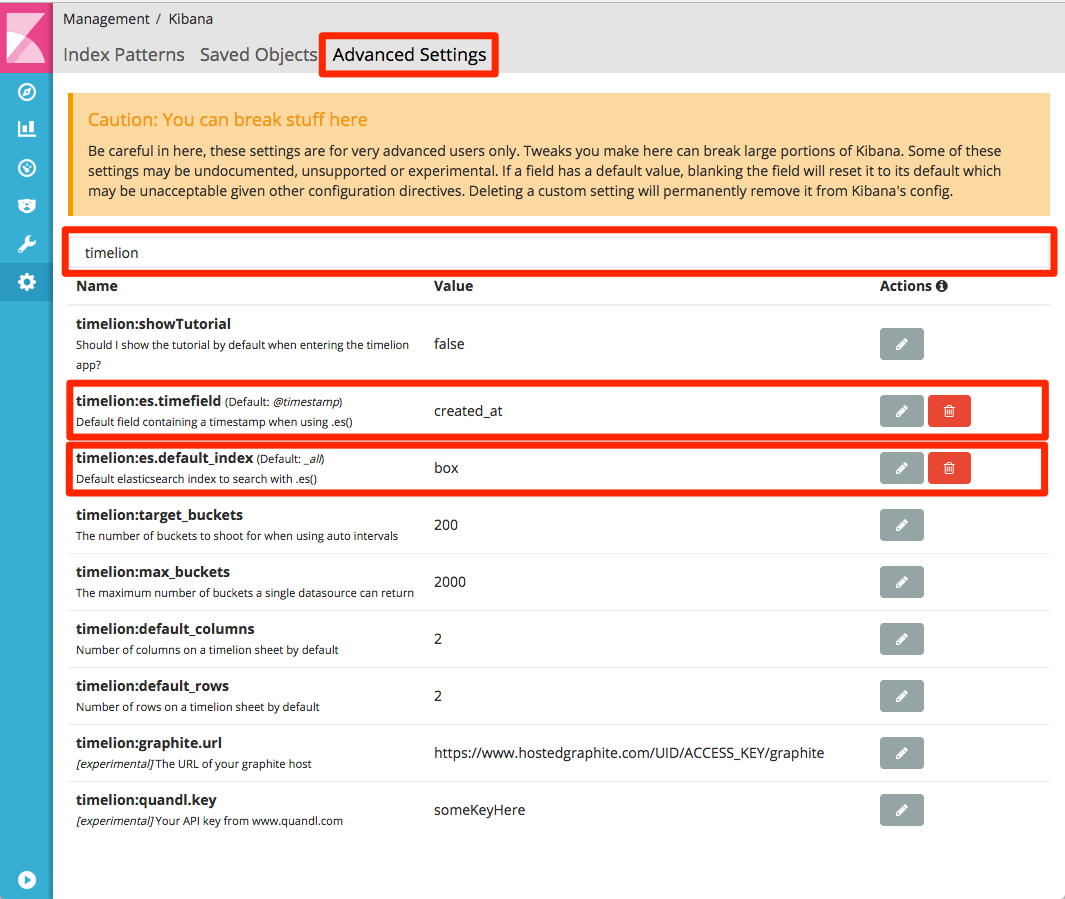 Management / Kibana
Index Patterns Saved Objects Advanced Settings
Caution: You can break stuff here
Be careful in here, these settings are for very advanced users only. Tweaks you make here can break large portions of Kibana. Some of these
settings may be undocumented, unsupported or experimental. If a field has a default value, blanking the field will reset it to its default which
may be unacceptable given other configuration directives. Deleting a custom setting will permanently remove it from Kibana's config.
timelion
Name Value Actions
timelion:showTutorial
Should I show the tutorial by default when entering the timelion
app?
false
timelion:es.timefield (Default: @timestamp)
Default field containing a timestamp when using .es()
created_at
timelion:es.default_index (Default: _all)
Default elasticsearch index to search with .es()
box
timelion:target_buckets
The number of buckets to shoot for when using auto intervals
200
timelion:max_buckets
The maximum number of buckets a single datasource can return
2000
timelion:default_columns
Number of columns on a timelion sheet by default
2
timelion:default_rows
Number of rows on a timelion sheet by default
2
timelion:graphite.url
[experimental] The URL of your graphite host
https://www.hostedgraphite.com/UID/ACCESS_KEY/graphite
timelion:quandl.key
[experimental] Your API key from www.quandl.com
someKeyHere